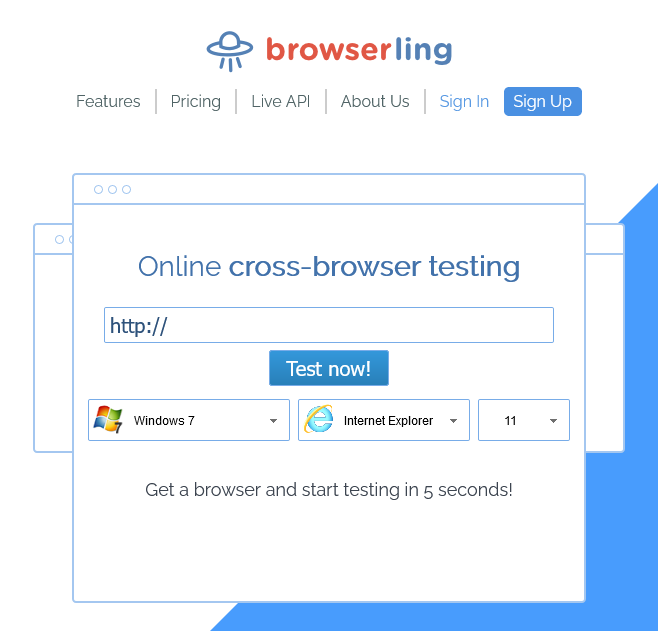 browserling
Features Pricing Live API About Us Sign In Sign Up
Online cross-browser testing
http://
Test now!
7 Windows 7 Internet Explorer 11
Get a browser and start testing in 5 seconds!